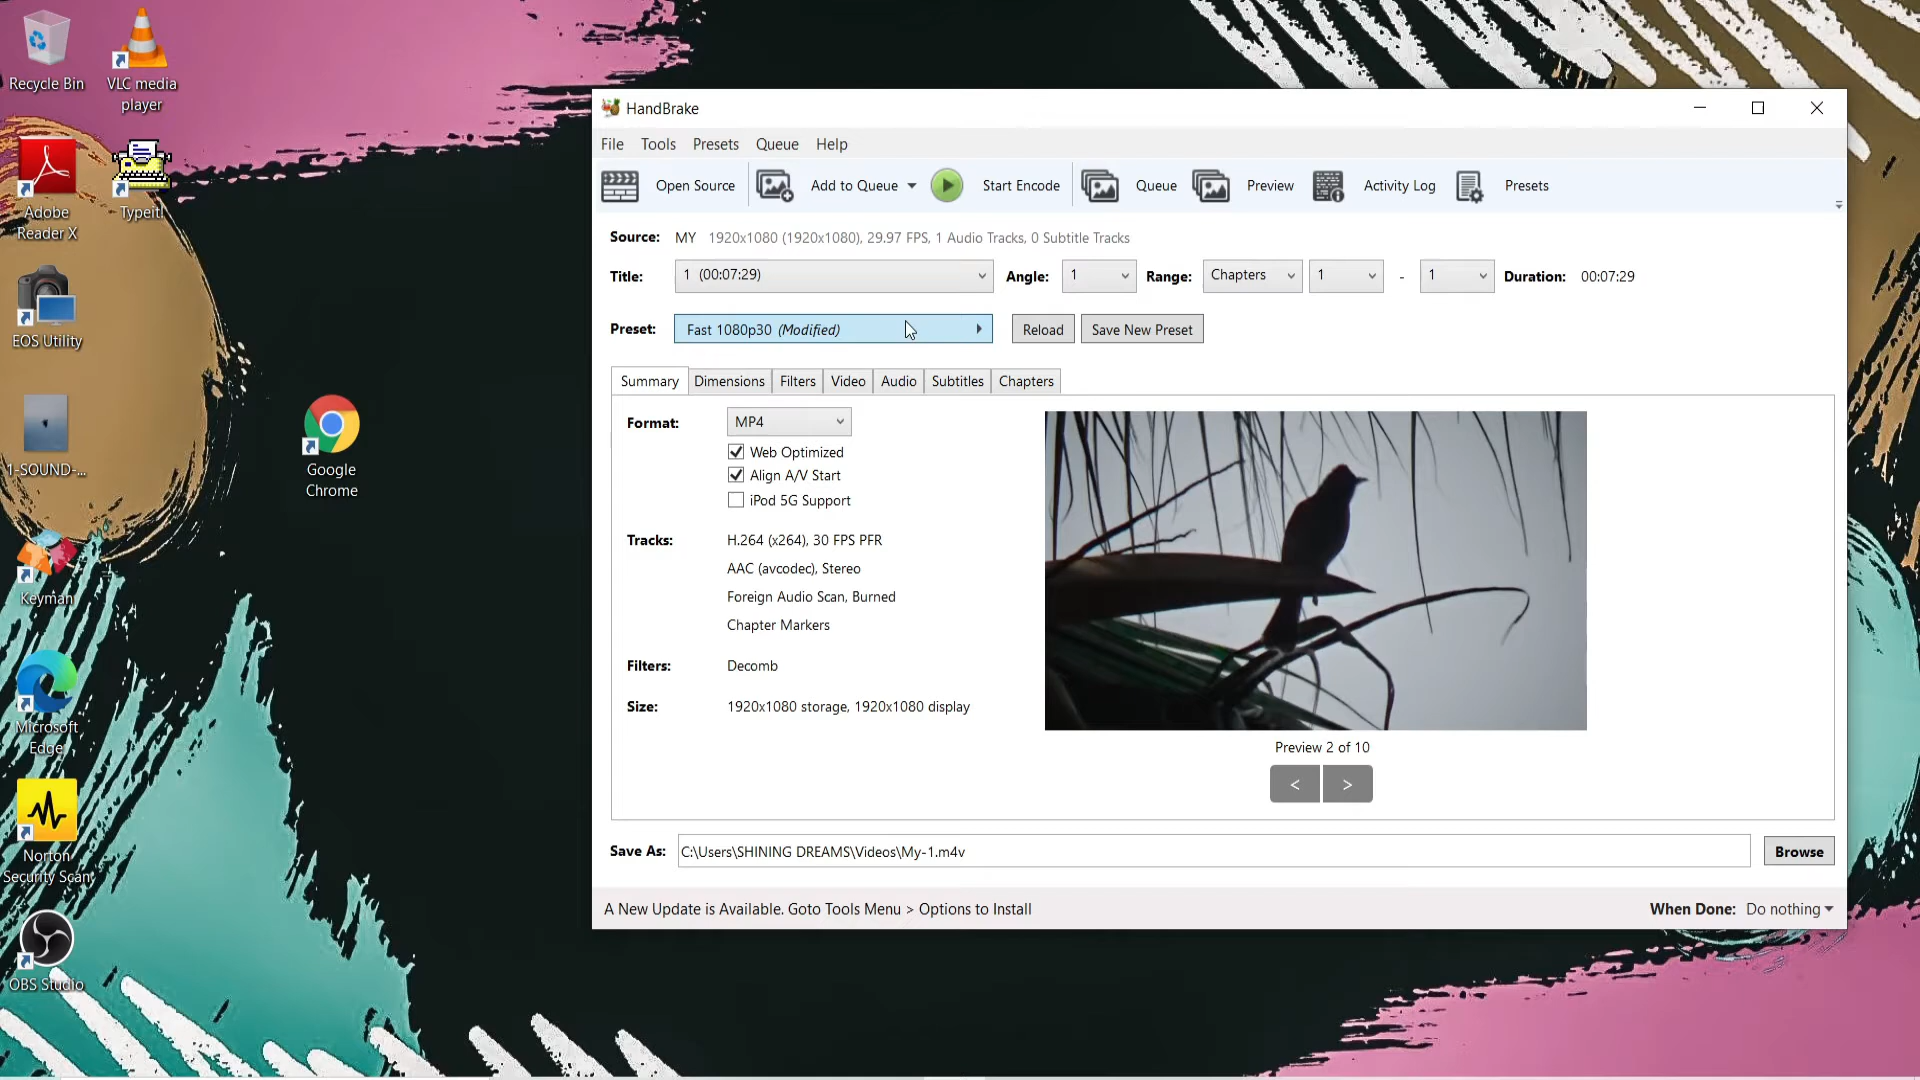 Recycle Bin
VLC media
player
Adobe
Reader X
Typeit!
EOS Utility
1-SOUND-...
Google
Chrome
Keyman
Microsoft
Edge
Norton
Security Scan
OBS Studio
HandBrake
File Tools Presets Queue Help
Open Source Add to Queue Start Encode Queue Preview Activity Log Presets
Source: MY 1920x1080 (1920x1080), 29.97 FPS, 1 Audio Tracks, 0 Subtitle Tracks
Title: 1 (00:07:29) Angle: 1 Range: Chapters 1 - 1 Duration: 00:07:29
Preset: Fast 1080p30 (Modified) Reload Save New Preset
Summary Dimensions Filters Video Audio Subtitles Chapters
Format: MP4
Web Optimized
Align A/V Start
iPod 5G Support
Tracks: H.264 (x264), 30 FPS PFR
AAC (avcodec), Stereo
Foreign Audio Scan, Burned
Chapter Markers
Filters: Decomb
Size: 1920x1080 storage, 1920x1080 display
Preview 2 of 10
< >
Save As: C:\Users\SHINING DREAMS\Videos\My-1.m4v Browse
A New Update is Available. Goto Tools Menu > Options to Install When Done: Do nothing